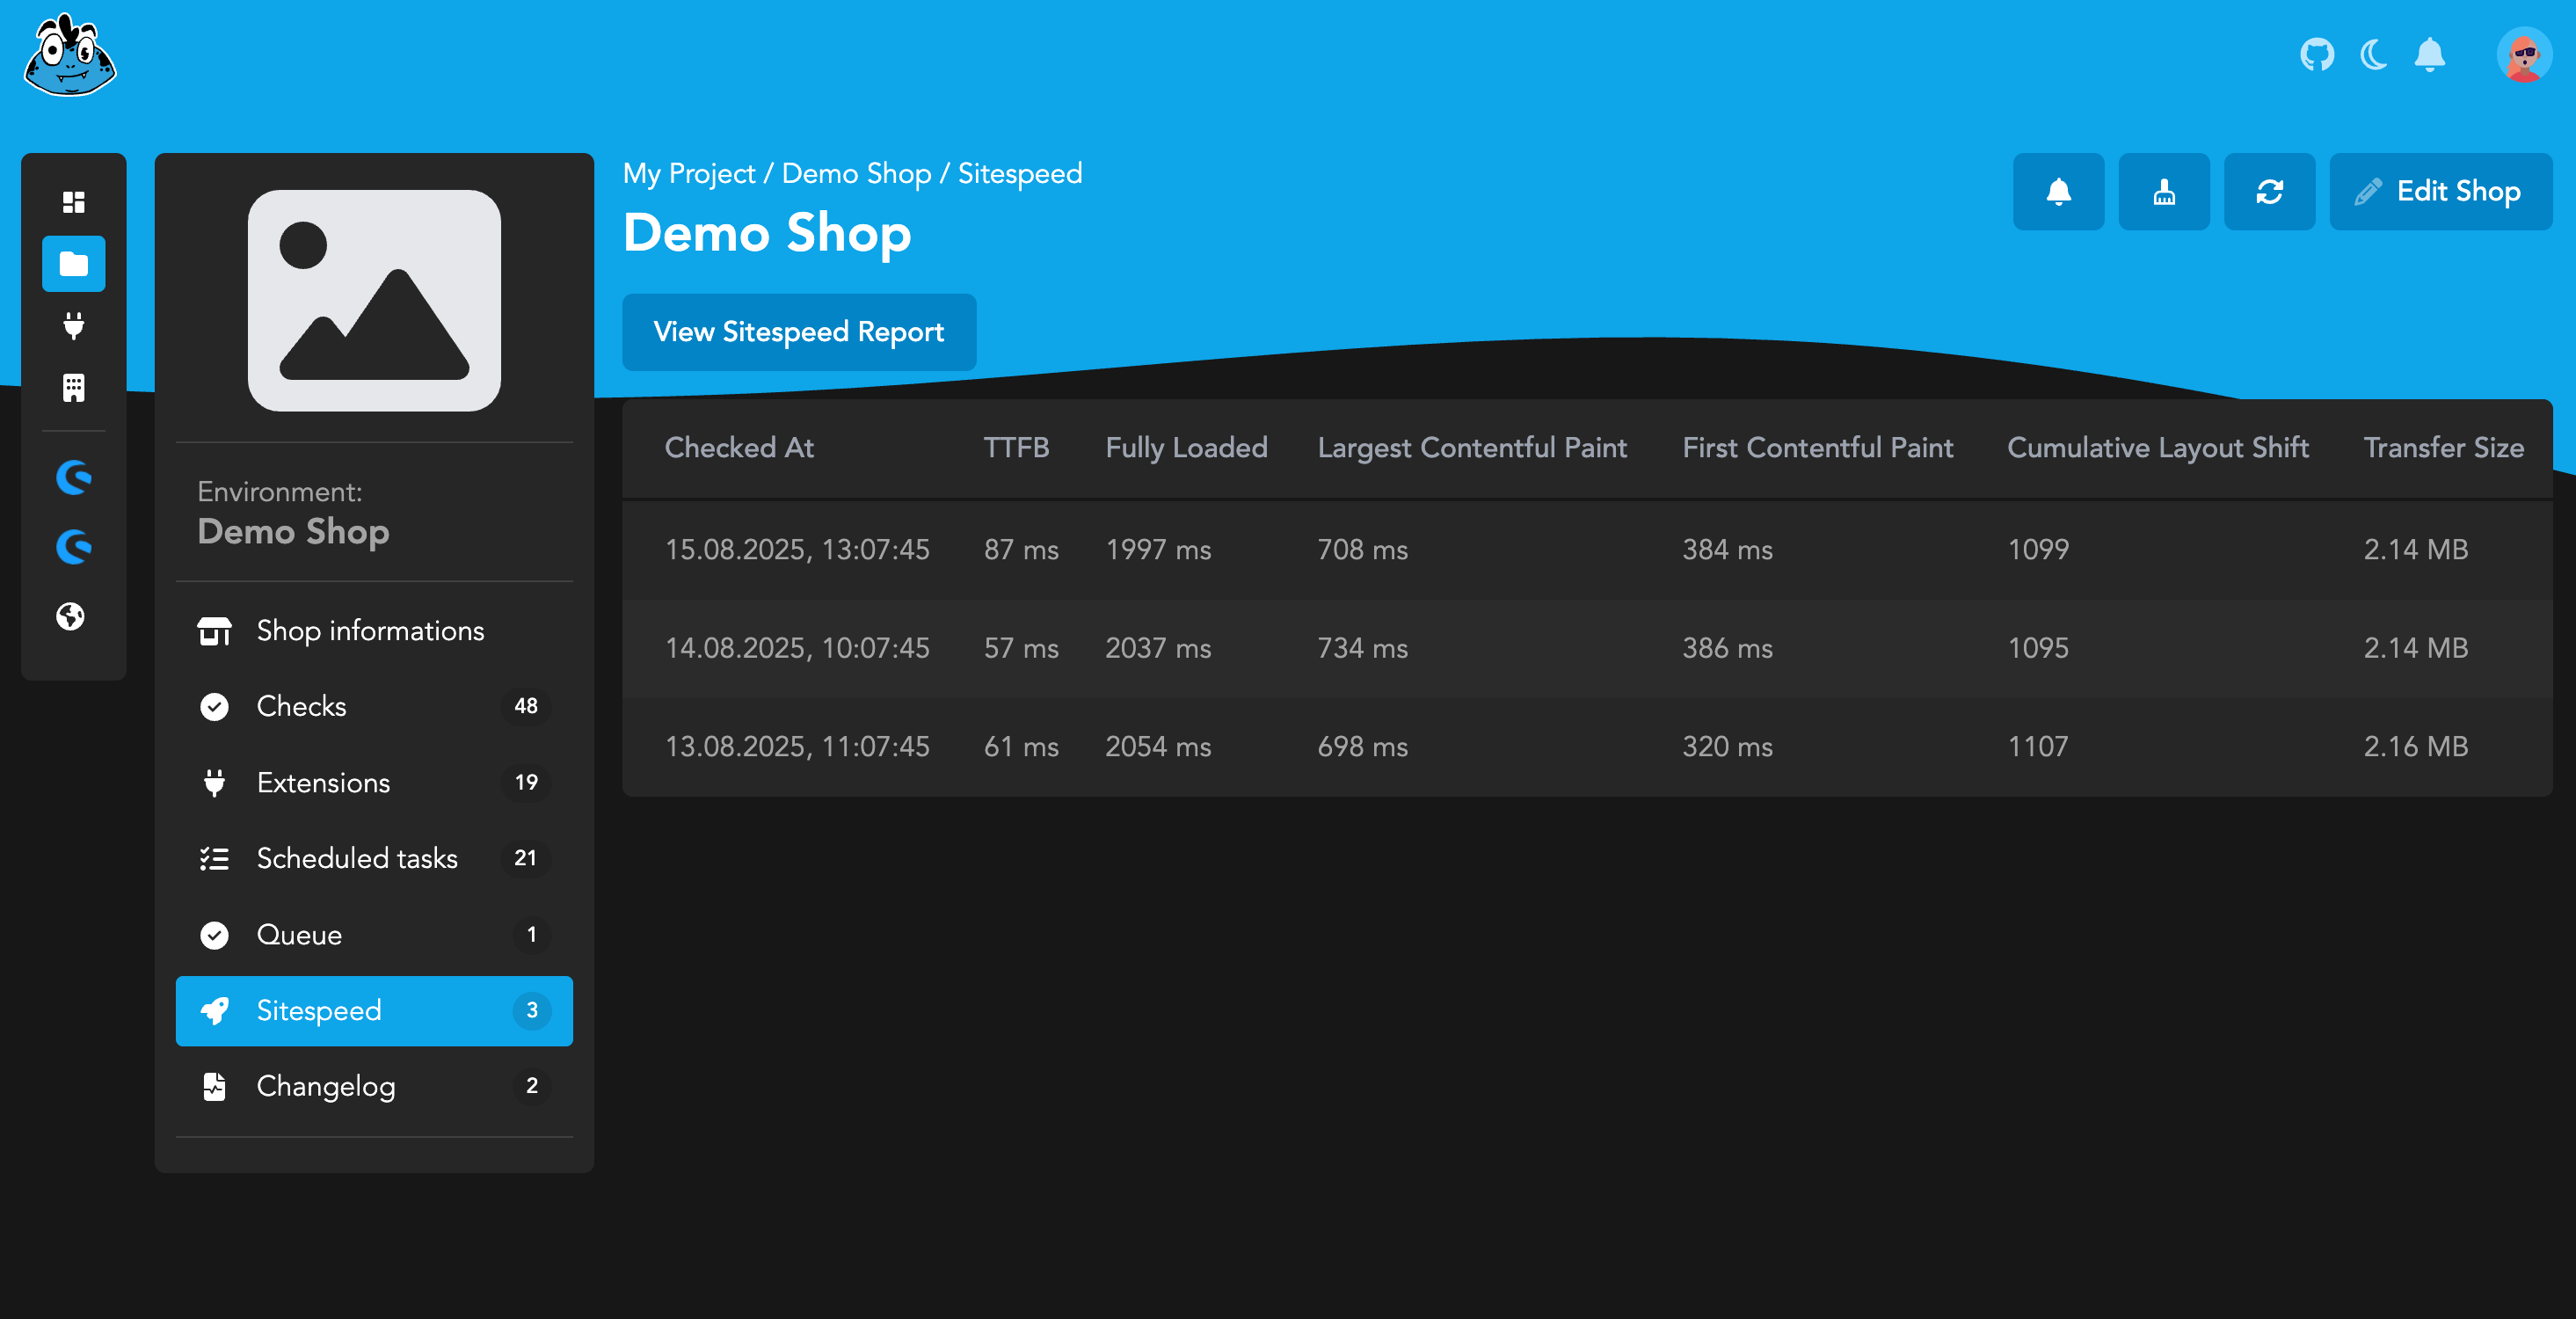 My Project / Demo Shop / Sitespeed
Demo Shop
Edit Shop
View Sitespeed Report
Environment:
Demo Shop
Shop informations
Checks 48
Extensions 19
Scheduled tasks 21
Queue 1
Sitespeed 3
Changelog 2
Checked At TTFB Fully Loaded Largest Contentful Paint First Contentful Paint Cumulative Layout Shift Transfer Size
15.08.2025, 13:07:45 87 ms 1997 ms 708 ms 384 ms 1099 2.14 MB
14.08.2025, 10:07:45 57 ms 2037 ms 734 ms 386 ms 1095 2.14 MB
13.08.2025, 11:07:45 61 ms 2054 ms 698 ms 320 ms 1107 2.16 MB